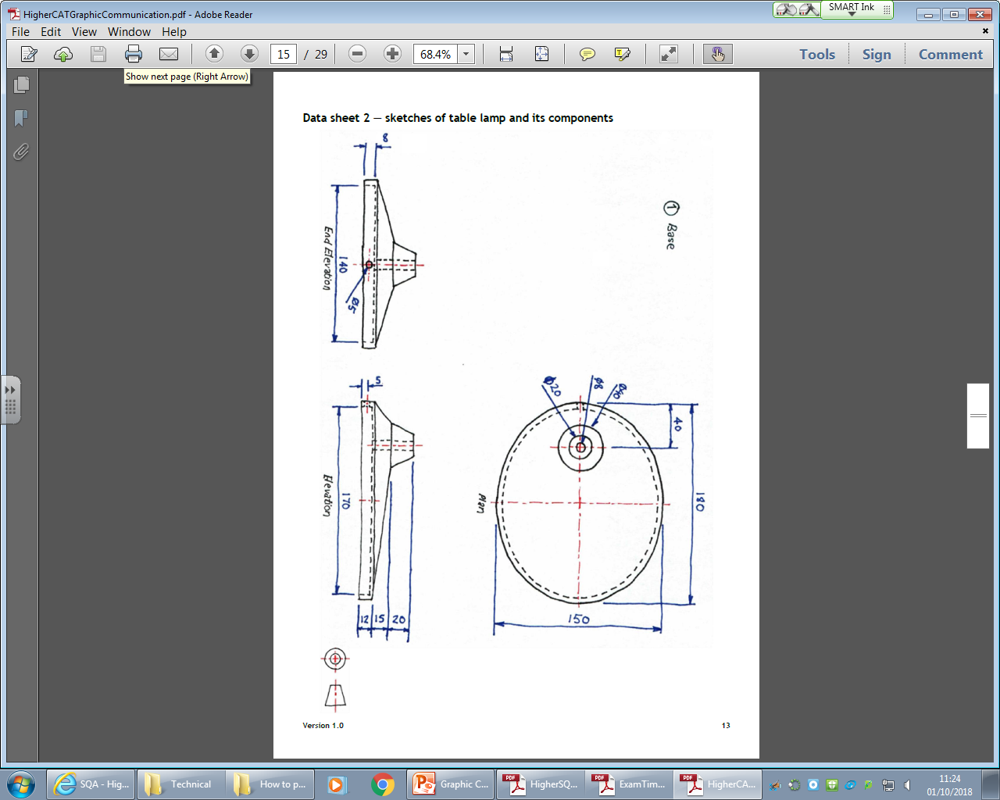 HigherCATGraphicCommunication.pdf - Adobe Reader
SMART Ink
File Edit View Window Help
15 / 29
68.4%
Tools Sign Comment
Show next page (Right Arrow)
Data sheet 2 — sketches of table lamp and its components
8
1 Base
End Elevation
140
Ø5
5
Elevation
170
12 15 20
Ø20
Ø8
Ø40
40
180
Plan
150
Version 1.0
13
SQA - Hig...
Technical
How to p...
Graphic C...
HigherSQ...
ExamTim...
HigherCA...
11:24
01/10/2018